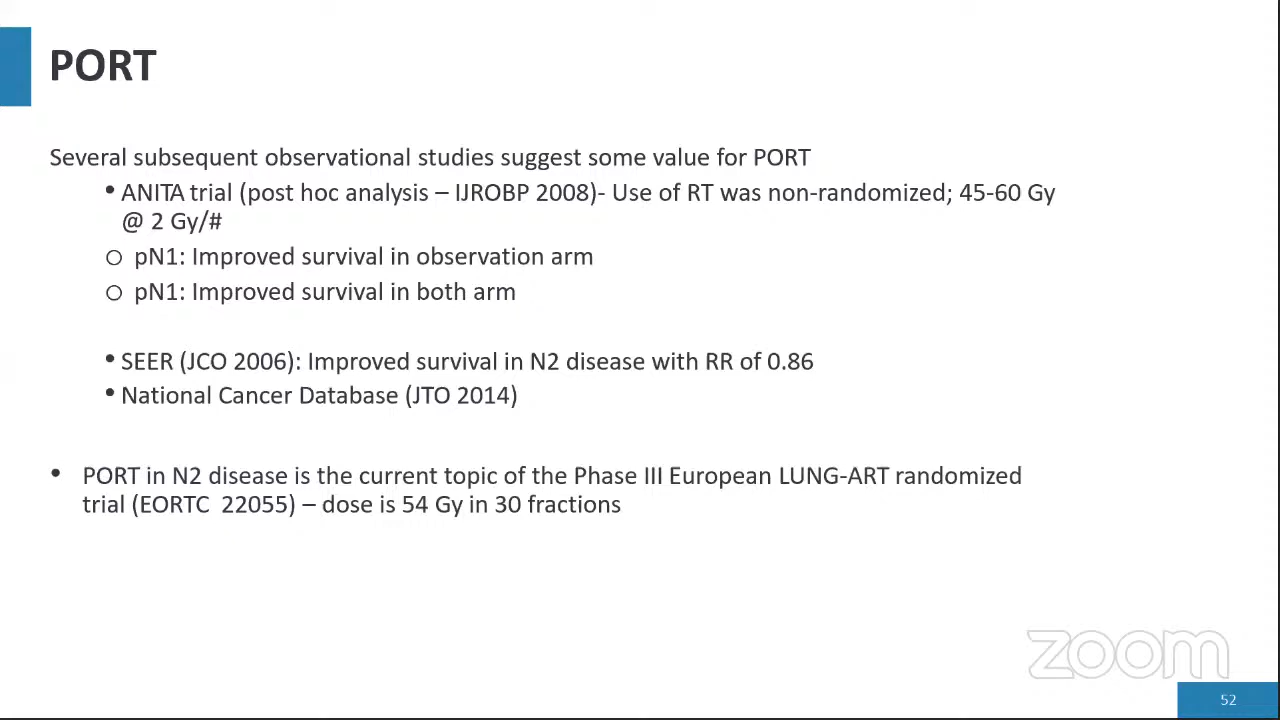 PORT
Several subsequent observational studies suggest some value for PORT
• ANITA trial (post hoc analysis – IJROBP 2008)- Use of RT was non-randomized; 45-60 Gy
@ 2 Gy/#
○ pN1: Improved survival in observation arm
○ pN1: Improved survival in both arm
• SEER (JCO 2006): Improved survival in N2 disease with RR of 0.86
• National Cancer Database (JTO 2014)
• PORT in N2 disease is the current topic of the Phase III European LUNG-ART randomized
trial (EORTC 22055) – dose is 54 Gy in 30 fractions
zoom
52